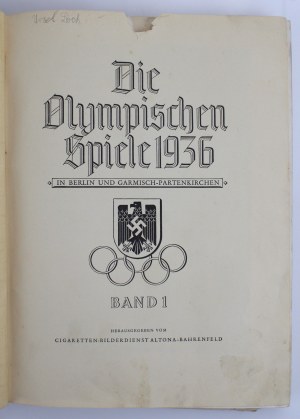 Die
Olympischen
Spiele 1936
IN BERLIN UND GARMISCH-PARTENKIRCHEN
BAND 1
HERAUSGEGEBEN VOM
CIGARETTEN-BILDERDIENST ALTONA-BAHRENFELD